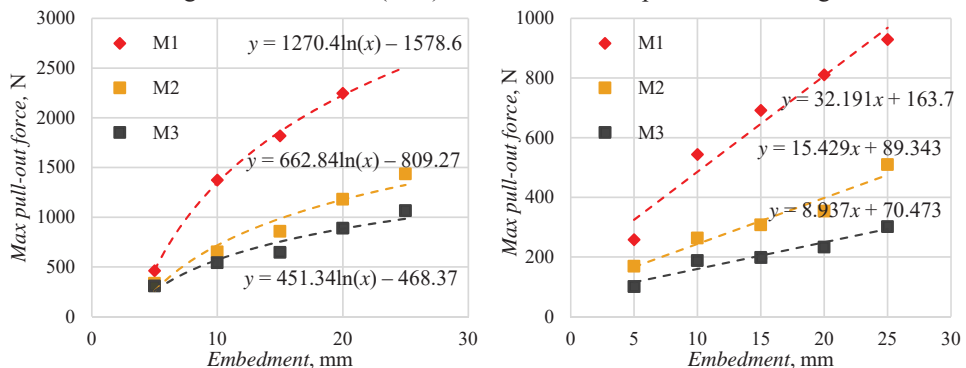 3000
2500
2000
1500
1000
500
0
0
10
20
30
Max pull-out force, N
Embedment, mm
M1
M2
M3
y = 1270.4ln(x) – 1578.6
y = 662.84ln(x) – 809.27
y = 451.34ln(x) – 468.37
1000
800
600
400
200
0
0
5
10
15
20
25
30
Max pull-out force, N
Embedment, mm
M1
M2
M3
y = 32.191x + 163.7
y = 15.429x + 89.343
y = 8.937x + 70.473